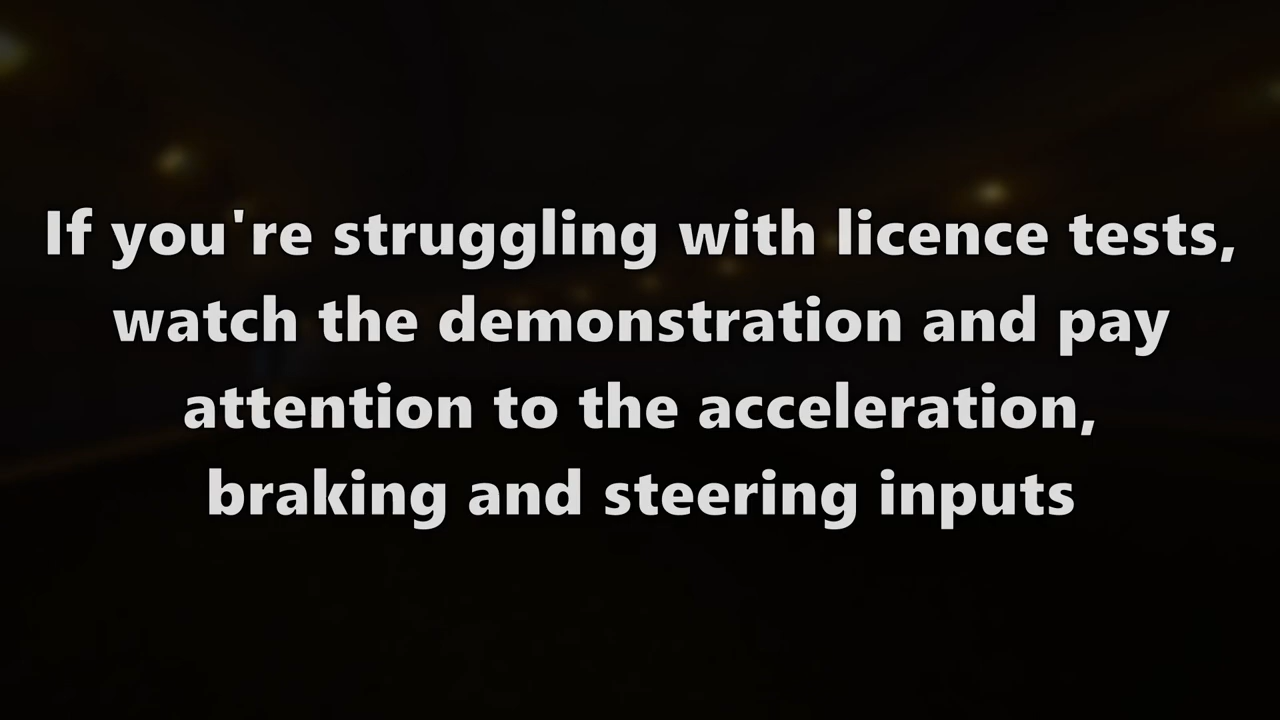 If you're struggling with licence tests,
watch the demonstration and pay
attention to the acceleration,
braking and steering inputs